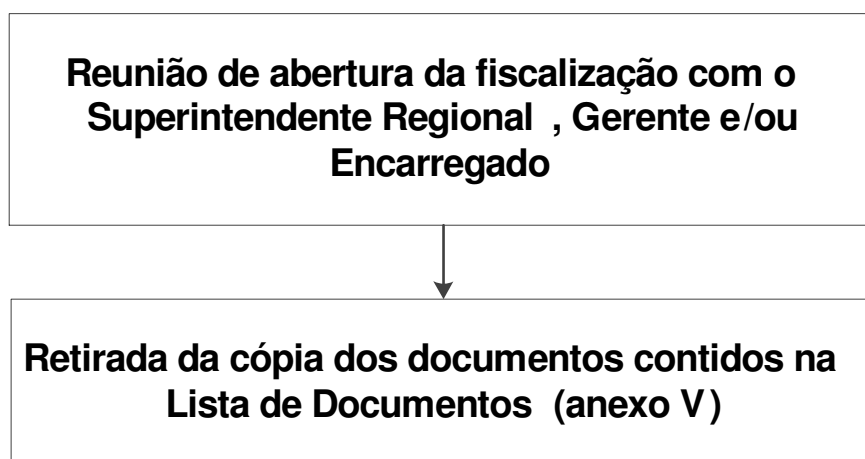 Reunião de abertura da fiscalização com o
Superintendente Regional , Gerente e/ou
Encarregado
Retirada da cópia dos documentos contidos na
Lista de Documentos (anexo V)